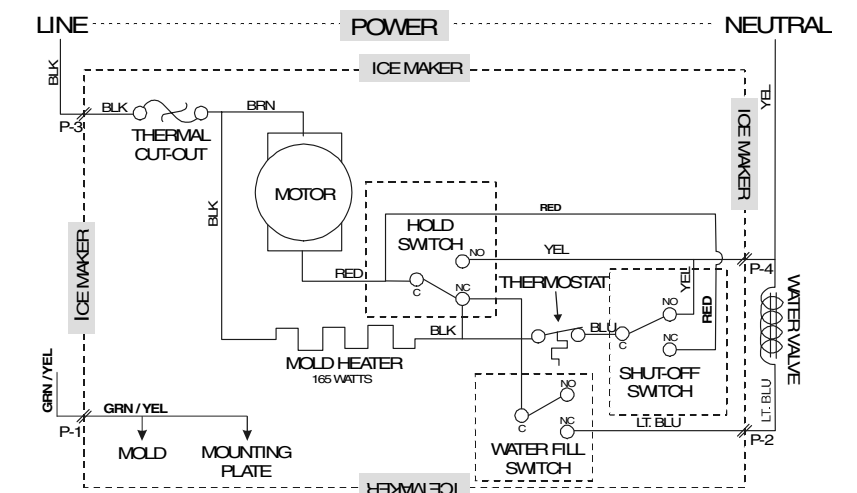 LINE POWER NEUTRAL
ICE MAKER
BLK
YEL
P-3
BLK
THERMAL
CUT-OUT
BRN
MOTOR
ICE MAKER
BLK
ICE MAKER
HOLD
SWITCH
RED
NO
YEL
P-4
RED
C
NC
THERMOSTAT
YEL
RED
NO
BLU
C
NC
SHUT-OFF
SWITCH
WATER VALVE
BLK
MOLD HEATER
165 WATTS
GRN / YEL
GRN / YEL
P-1
MOLD
MOUNTING
PLATE
NO
C
NC
WATER FILL
SWITCH
LT. BLU
LT. BLU
P-2
ICE MAKER